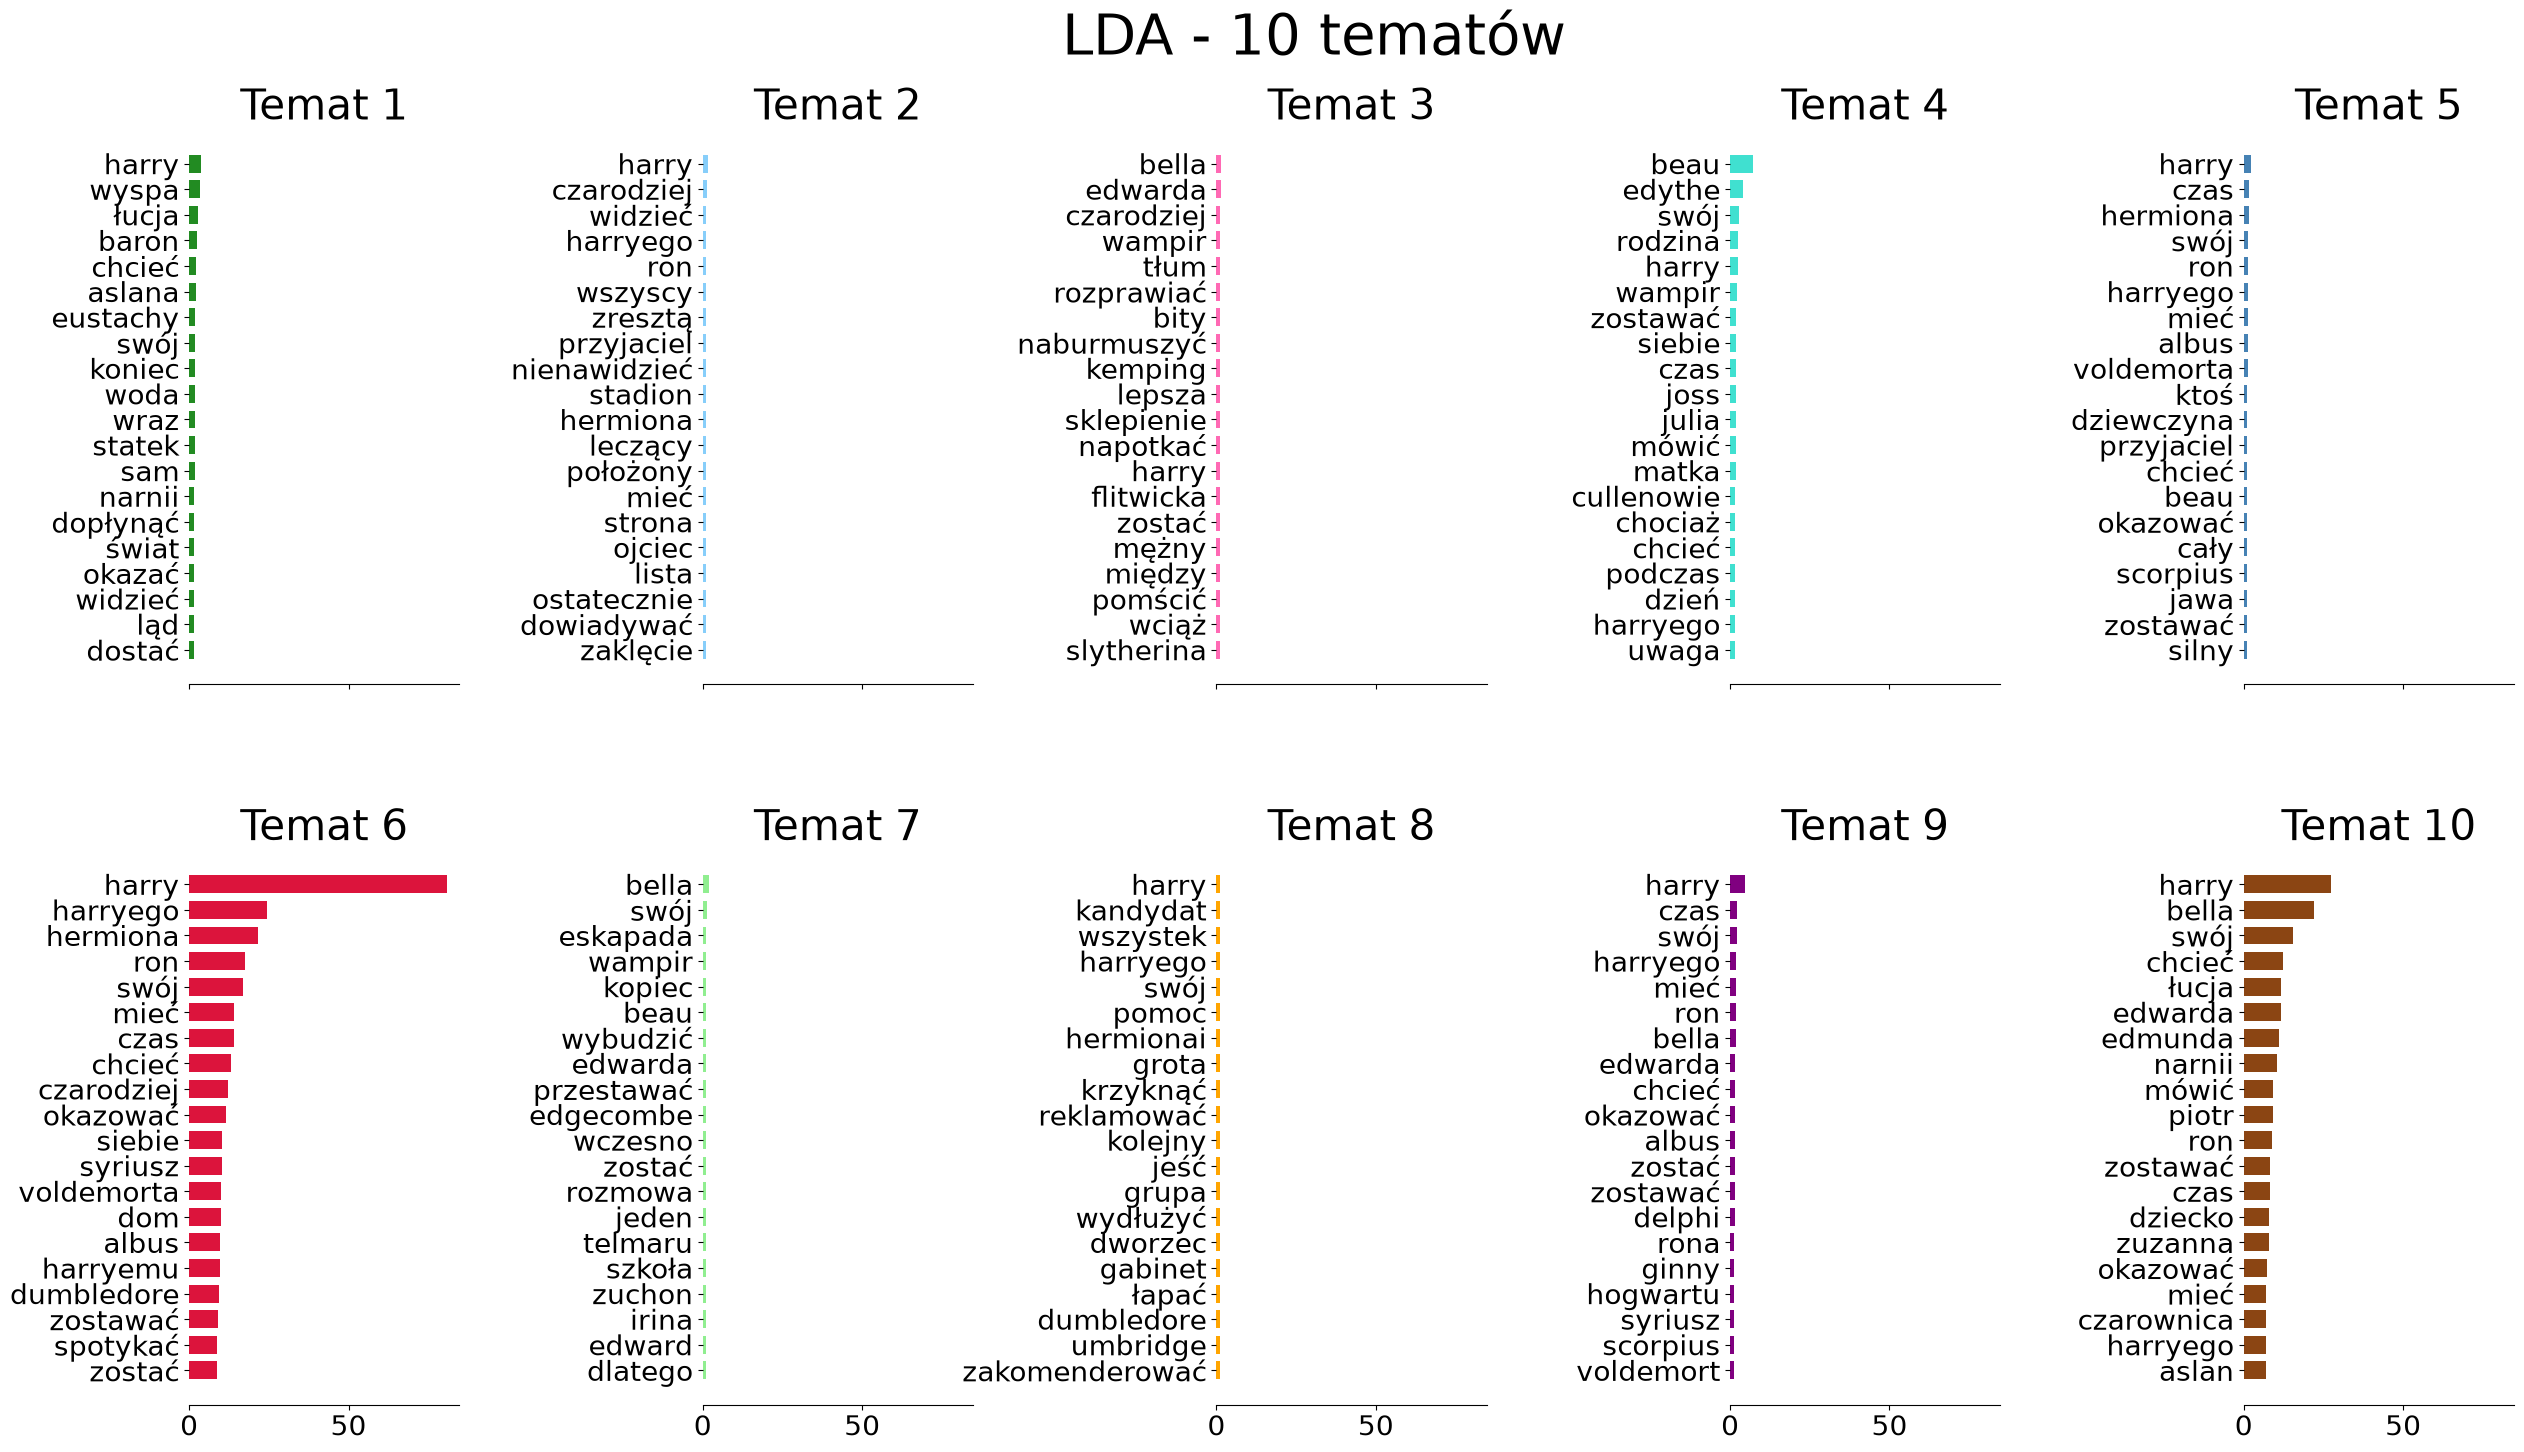 LDA - 10 tematów
Temat 1
harry
wyspa
łucja
baron
chcieć
aslana
eustachy
swój
koniec
woda
wraz
statek
sam
narnii
dopłynąć
świat
okazać
widzieć
ląd
dostać
Temat 2
harry
czarodziej
widzieć
harryego
ron
wszyscy
zresztą
przyjaciel
nienawidzieć
stadion
hermiona
leczący
położony
mieć
strona
ojciec
lista
ostatecznie
dowiadywać
zaklęcie
Temat 3
bella
edwarda
czarodziej
wampir
tłum
rozprawiać
bity
naburmuszyć
kemping
lepsza
sklepienie
napotkać
harry
flitwicka
zostać
mężny
między
pomścić
wciąż
slytherina
Temat 4
beau
edythe
swój
rodzina
harry
wampir
zostawać
siebie
czas
joss
julia
mówić
matka
cullenowie
chociaż
chcieć
podczas
dzień
harryego
uwaga
Temat 5
harry
czas
hermiona
swój
ron
harryego
mieć
albus
voldemorta
ktoś
dziewczyna
przyjaciel
chcieć
beau
okazować
cały
scorpius
jawa
zostawać
silny
Temat 6
harry
harryego
hermiona
ron
swój
mieć
czas
chcieć
czarodziej
okazować
siebie
syriusz
voldemorta
dom
albus
harryemu
dumbledore
zostawać
spotykać
zostać
0 50
Temat 7
bella
swój
eskapada
wampir
kopiec
beau
wybudzić
edwarda
przestawać
edgecombe
wczesno
zostać
rozmowa
jeden
telmaru
szkoła
zuchon
irina
edward
dlatego
0 50
Temat 8
harry
kandydat
wszystek
harryego
swój
pomoc
hermionai
grota
krzyknąć
reklamować
kolejny
jeść
grupa
wydłużyć
dworzec
gabinet
łapać
dumbledore
umbridge
zakomenderować
0 50
Temat 9
harry
czas
swój
harryego
mieć
ron
bella
edwarda
chcieć
okazować
albus
zostać
zostawać
delphi
rona
ginny
hogwartu
syriusz
scorpius
voldemort
0 50
Temat 10
harry
bella
swój
chcieć
łucja
edwarda
edmunda
narnii
mówić
piotr
ron
zostawać
czas
dziecko
zuzanna
okazować
mieć
czarownica
harryego
aslan
0 50